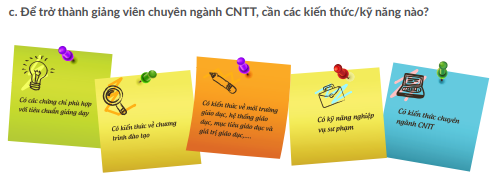 c. Để trở thành giảng viên chuyên ngành CNTT, cần các kiến thức/kỹ năng nào?
Có các chứng chỉ phù hợp
với tiêu chuẩn giảng dạy
Có kiến thức về chương
trình đào tạo
Có kiến thức về môi trường
giáo dục, hệ thống giáo
dục, mục tiêu giáo dục và
giá trị giáo dục,....
Có kỹ năng nghiệp
vụ sư phạm
Có kiến thức chuyên
ngành CNTT